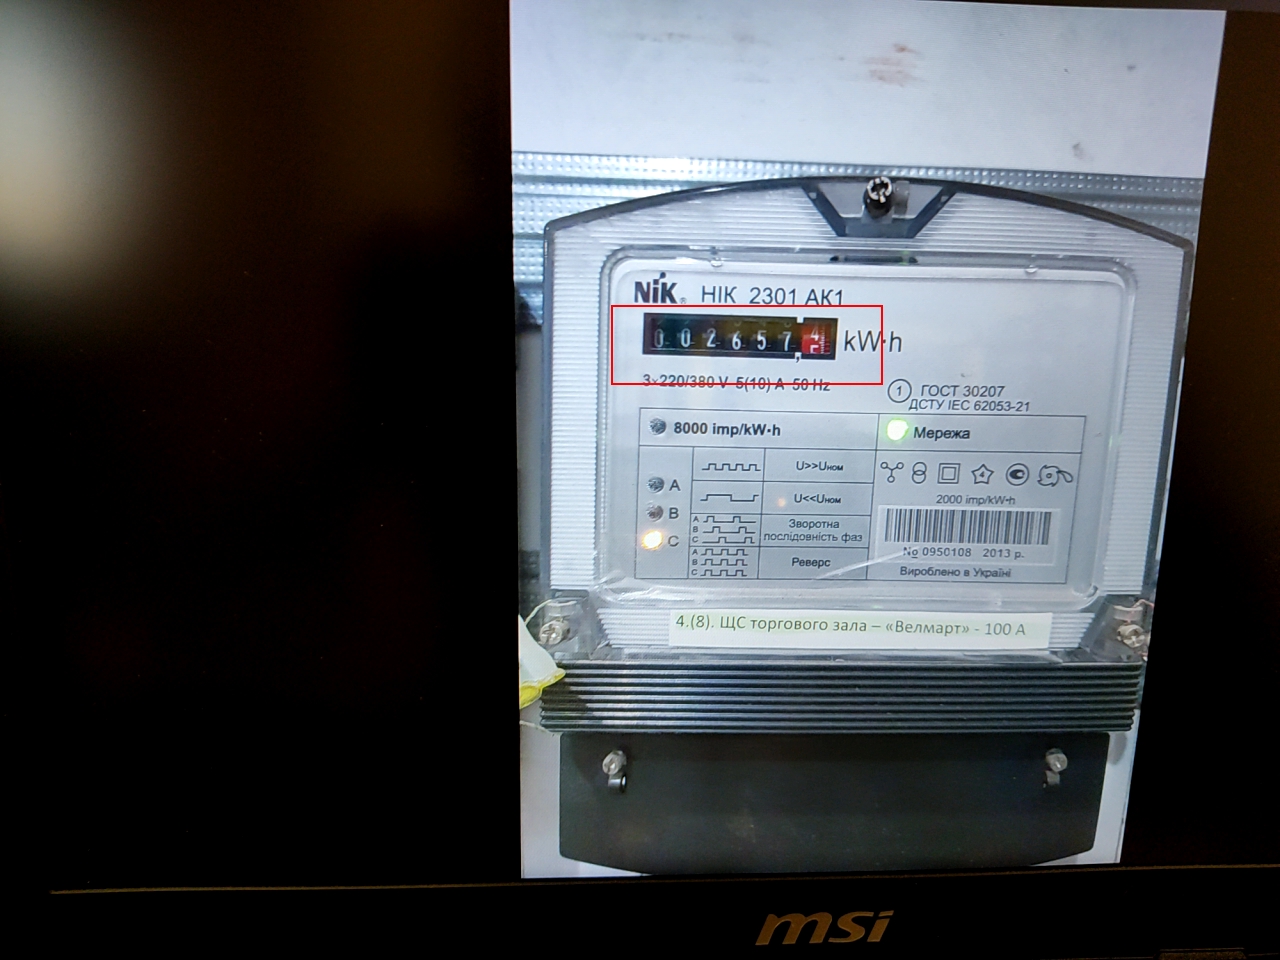 NiK ® НІК 2301 АК1
002657,4 kW·h
3×220/380 V 5(10) A 50 Hz
1 ГОСТ 30207
ДСТУ IEC 62053-21
8000 imp/kW·h
Мережа
U>>Uном
A
U<<Uном
2000 imp/kW·h
B
A
B
C
Зворотна послідовність фаз
C
A
B
C
Реверс
№ 0950108 2013 р.
Вироблено в Україні
4.(8). ЩС торгового зала – «Велмарт» - 100 А
msi